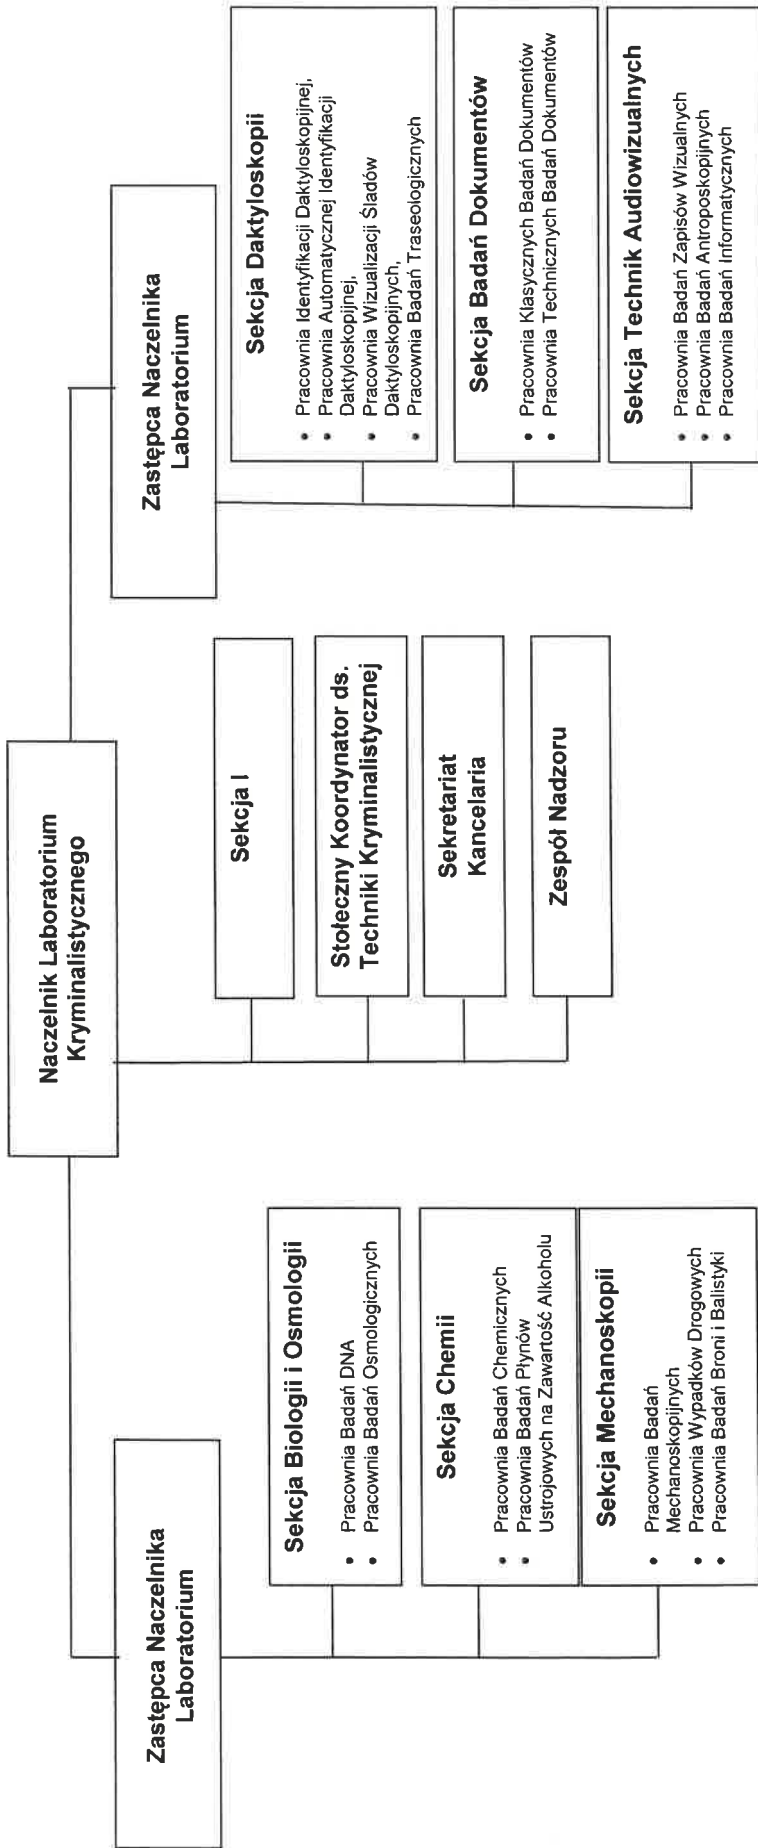 Naczelnik Laboratorium
Kryminalistycznego
Zastępca Naczelnika
Laboratorium
Sekcja Biologii i Osmologii
• Pracownia Badań DNA
• Pracownia Badań Osmologicznych
Sekcja Chemii
• Pracownia Badań Chemicznych
• Pracownia Badań Płynów
Ustrojowych na Zawartość Alkoholu
Sekcja Mechanoskopii
• Pracownia Badań
Mechanoskopijnych
• Pracownia Wypadków Drogowych
• Pracownia Badań Broni i Balistyki
Sekcja I
Stołeczny Koordynator ds.
Techniki Kryminalistycznej
Sekretariat
Kancelaria
Zespół Nadzoru
Zastępca Naczelnika
Laboratorium
Sekcja Daktyloskopii
• Pracownia Identyfikacji Daktyloskopijnej,
• Pracownia Automatycznej Identyfikacji
Daktyloskopijnej,
• Pracownia Wizualizacji Śladów
Daktyloskopijnych,
• Pracownia Badań Traseologicznych
Sekcja Badań Dokumentów
• Pracownia Klasycznych Badań Dokumentów
• Pracownia Technicznych Badań Dokumentów
Sekcja Technik Audiowizualnych
• Pracownia Badań Zapisów Wizualnych
• Pracownia Badań Antroposkopijnych
• Pracownia Badań Informatycznych